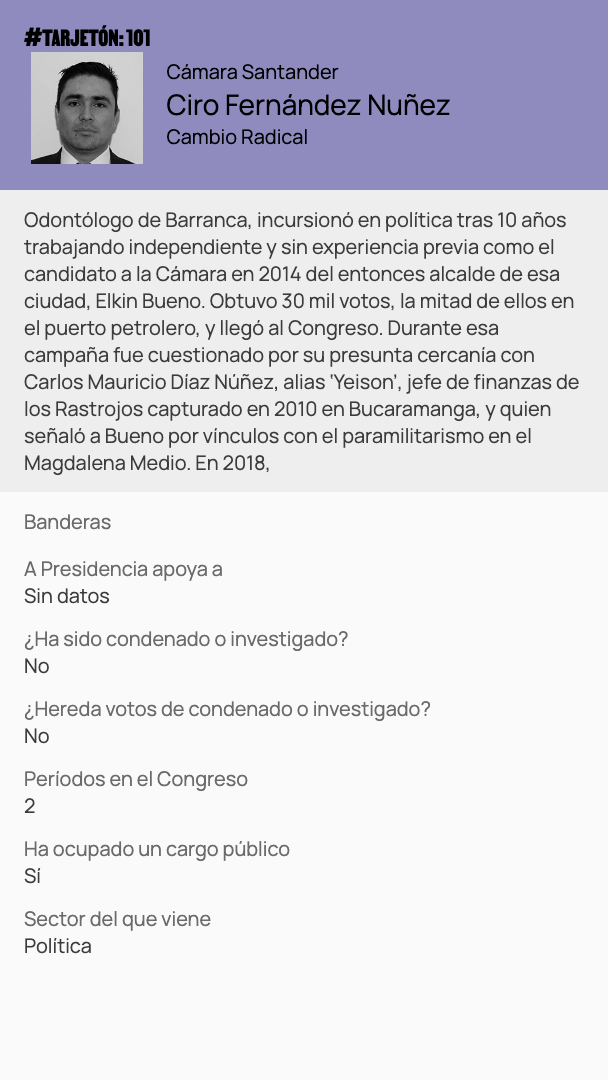 #TARJETÓN: 101
Cámara Santander
Ciro Fernández Nuñez
Cambio Radical
Odontólogo de Barranca, incursionó en política tras 10 años
trabajando independiente y sin experiencia previa como el
candidato a la Cámara en 2014 del entonces alcalde de esa
ciudad, Elkin Bueno. Obtuvo 30 mil votos, la mitad de ellos en
el puerto petrolero, y llegó al Congreso. Durante esa
campaña fue cuestionado por su presunta cercanía con
Carlos Mauricio Díaz Núñez, alias 'Yeison', jefe de finanzas de
los Rastrojos capturado en 2010 en Bucaramanga, y quien
señaló a Bueno por vínculos con el paramilitarismo en el
Magdalena Medio. En 2018,
Banderas
A Presidencia apoya a
Sin datos
¿Ha sido condenado o investigado?
No
¿Hereda votos de condenado o investigado?
No
Períodos en el Congreso
2
Ha ocupado un cargo público
Sí
Sector del que viene
Política